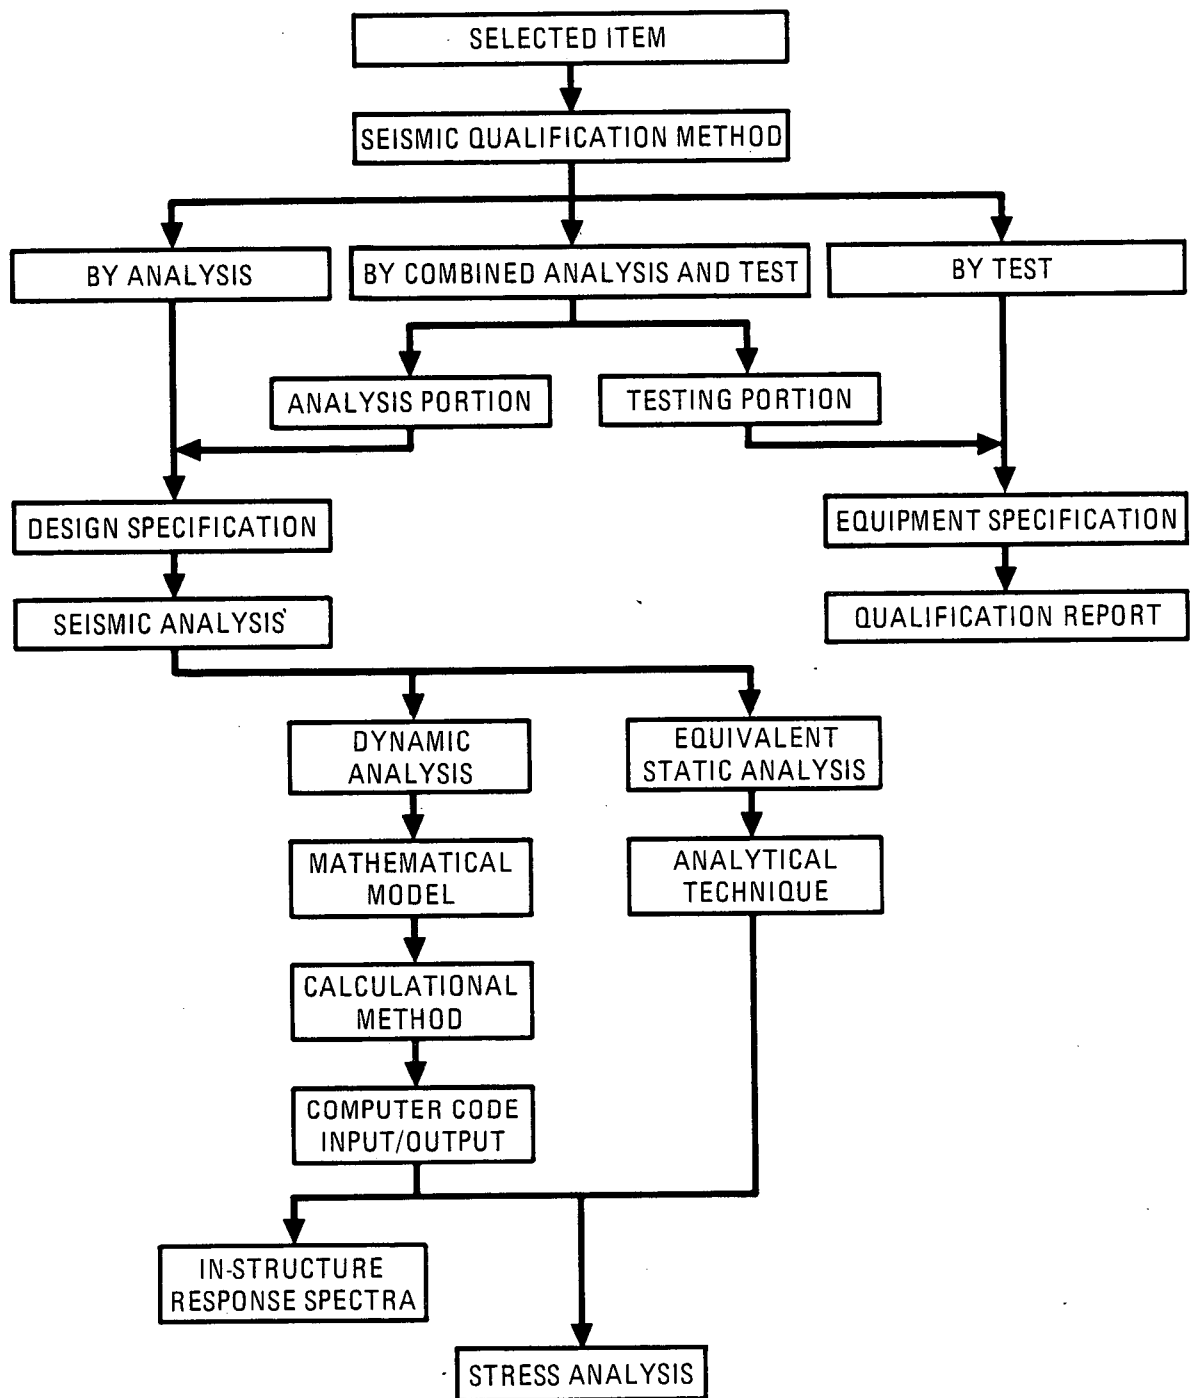 SELECTED ITEM
SEISMIC QUALIFICATION METHOD
BY ANALYSIS
BY COMBINED ANALYSIS AND TEST
BY TEST
ANALYSIS PORTION
TESTING PORTION
DESIGN SPECIFICATION
EQUIPMENT SPECIFICATION
SEISMIC ANALYSIS
QUALIFICATION REPORT
DYNAMIC
ANALYSIS
EQUIVALENT
STATIC ANALYSIS
MATHEMATICAL
MODEL
ANALYTICAL
TECHNIQUE
CALCULATIONAL
METHOD
COMPUTER CODE
INPUT/OUTPUT
IN-STRUCTURE
RESPONSE SPECTRA
STRESS ANALYSIS